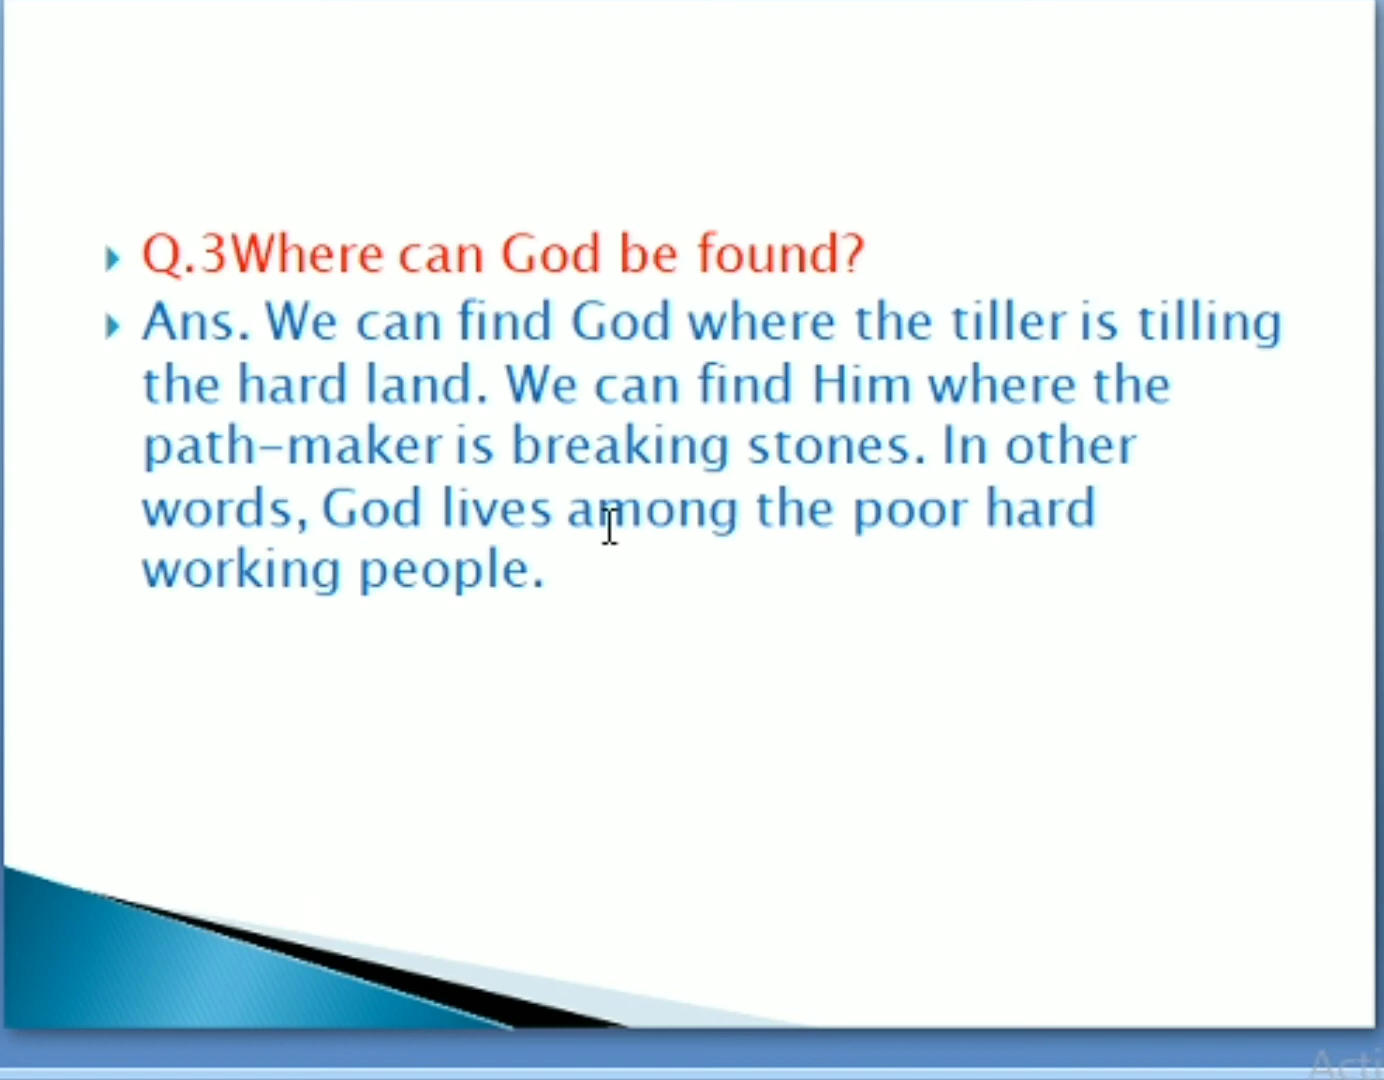 Q.3Where can God be found?
Ans. We can find God where the tiller is tilling
the hard land. We can find Him where the
path-maker is breaking stones. In other
words, God lives among the poor hard
working people.
Acti